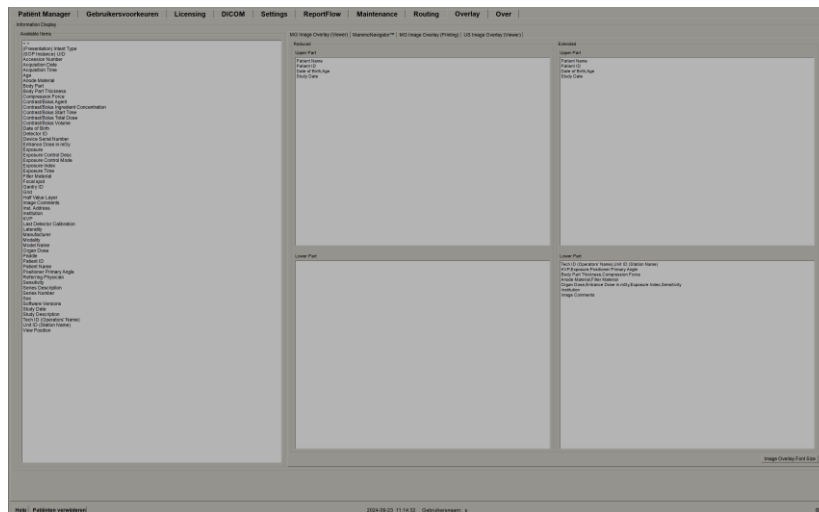 Patiënt Manager Gebruikersvoorkeuren Licensing DICOM Settings ReportFlow Maintenance Routing Overlay Over
Information Display
Available Items
(Presentation) Intent Type
(SOP Instance) UID
Accession Number
Acquisition Date
Acquisition Time
Age
Anode Material
Body Part
Body Part Thickness
Compression Force
Contrast/Bolus Agent
Contrast/Bolus Ingredient Concentration
Contrast/Bolus Start Time
Contrast/Bolus Total Dose
Contrast/Bolus Volume
Date of Birth
Detector ID
Device Serial Number
Entrance Dose in mGy
Exposure
Exposure Control Desc
Exposure Control Mode
Exposure Index
Exposure Time
Filter Material
Focal spot
Gantry ID
Grid
Half Value Layer
Image Comments
Inst. Address
Institution
KVP
Last Detector Calibration
Laterality
Manufacturer
Modality
Model Name
Organ Dose
Paddle
Patient ID
Patient Name
Positioner Primary Angle
Referring Physician
Sensitivity
Series Description
Series Number
Sex
Software Versions
Study Date
Study Description
Tech ID (Operators' Name)
Unit ID (Station Name)
View Position
MG Image Overlay (Viewer) MammoNavigator™ MG Image Overlay (Printing) US Image Overlay (Viewer)
Reduced
Upper Part
Patient Name
Patient ID
Date of Birth,Age
Study Date
Lower Part
Extended
Upper Part
Patient Name
Patient ID
Date of Birth,Age
Study Date
Lower Part
Tech ID (Operators' Name),Unit ID (Station Name)
KVP,Exposure,Positioner Primary Angle
Body Part Thickness,Compression Force
Anode Material,Filter Material
Organ Dose,Entrance Dose in mGy,Exposure Index,Sensitivity
Institution
Image Comments
Image Overlay Font Size
Help Patiënten verwijderen
2024-09-23 11:14:32 Gebruikersnaam: